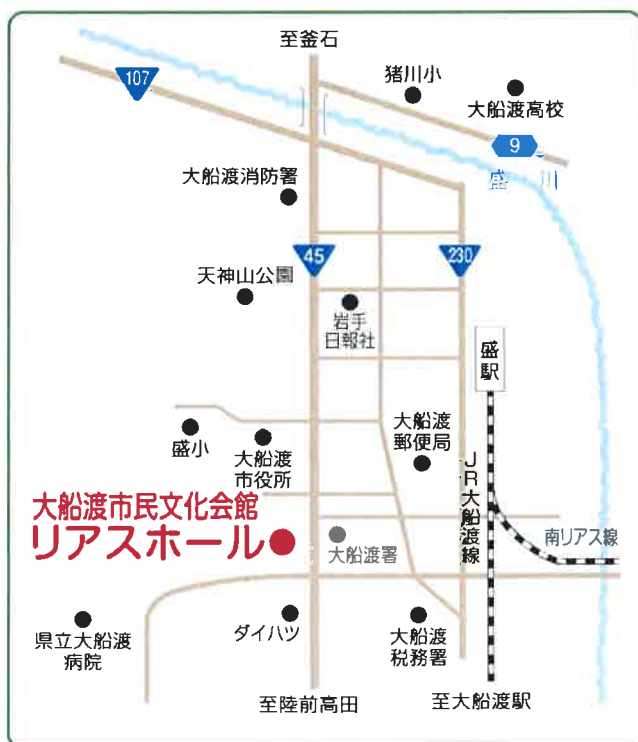 至釜石
107
猪川小
大船渡高校
9
盛川
大船渡消防署
45
230
天神山公園
岩手
日報社
盛駅
盛小
大船渡
市役所
大船渡
郵便局
JR大船渡線
大船渡市民文化会館
リアスホール
大船渡署
南リアス線
県立大船渡
病院
ダイハツ
大船渡
税務署
至陸前高田
至大船渡駅